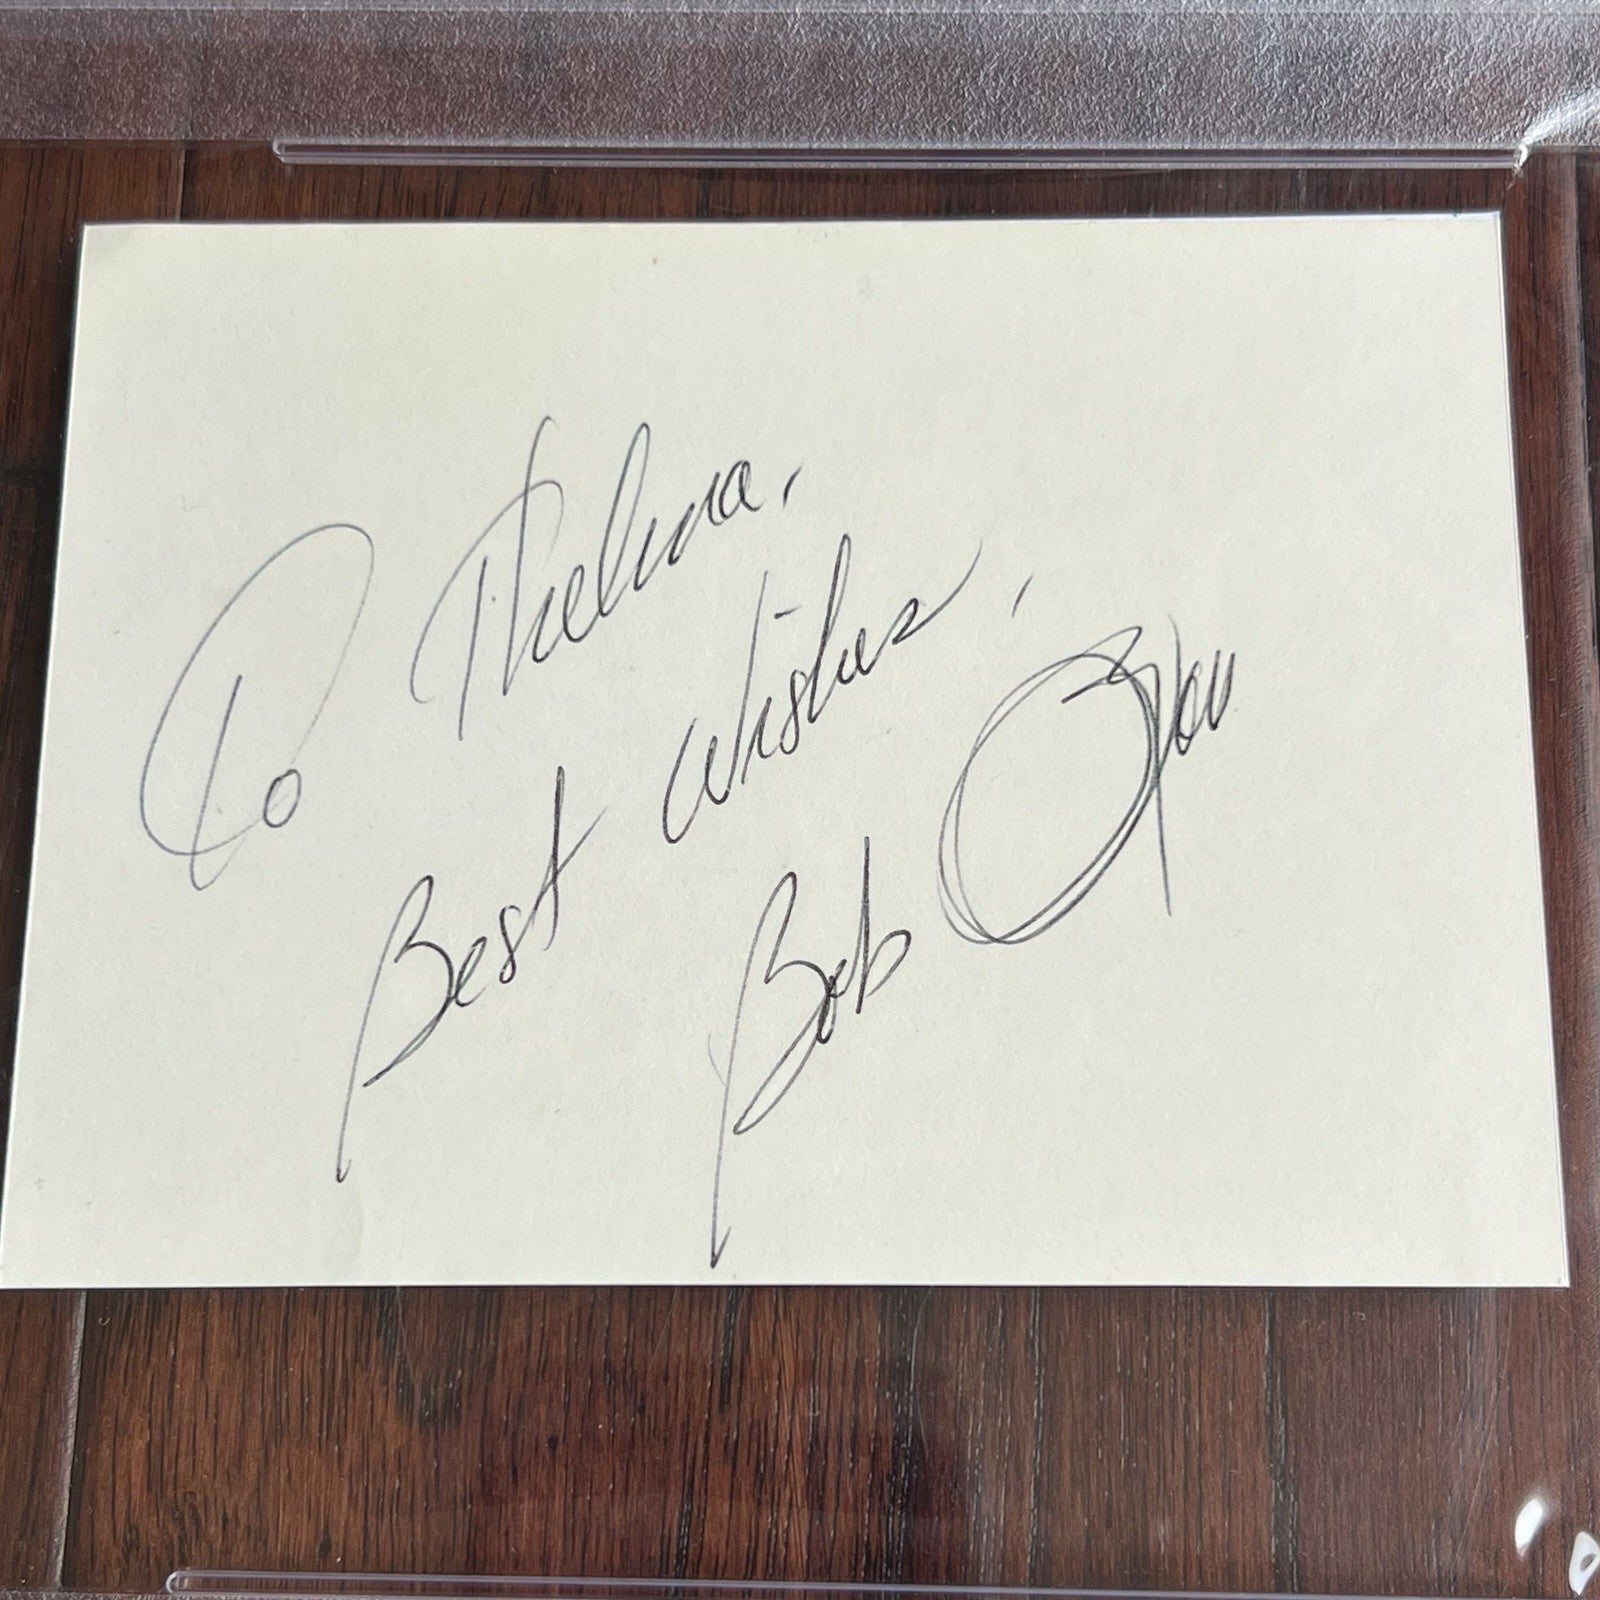 To Thelma,
Best Wishes,
Bob